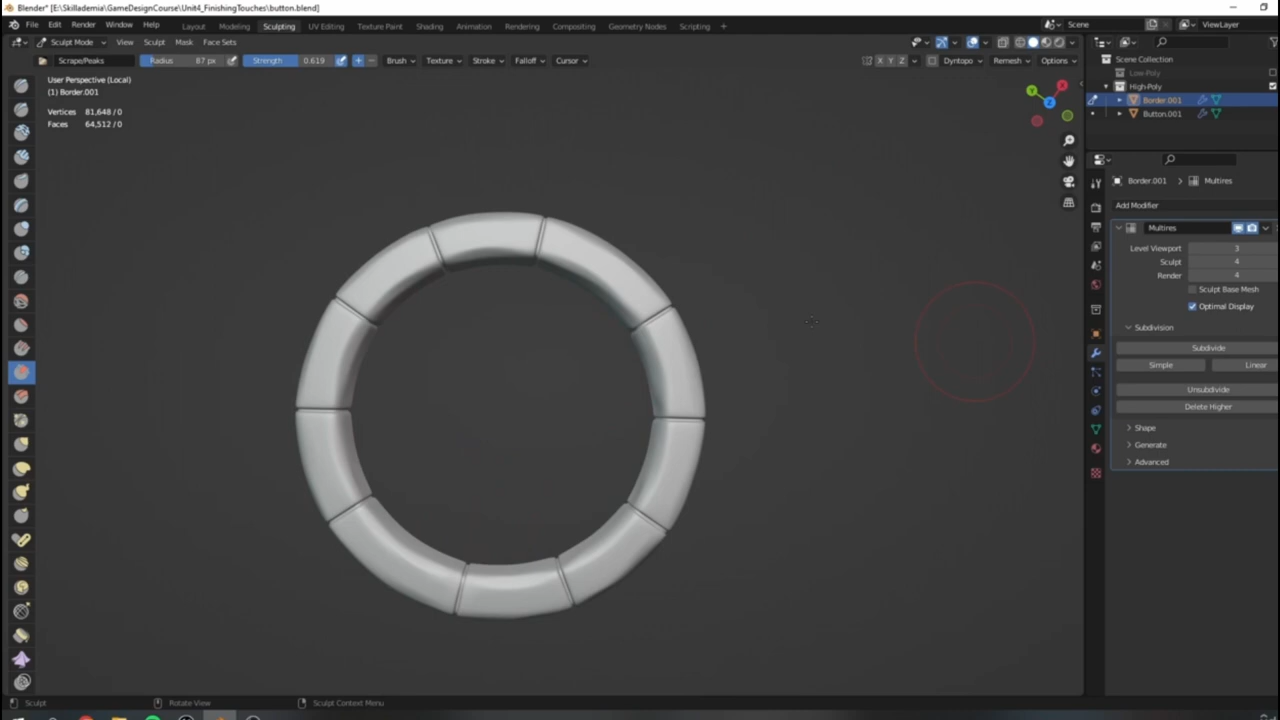 Blender* [E:\Skillademia\GameDesignCourse\Unit4_FinishingTouches\button.blend]
File Edit Render Window Help Layout Modeling Sculpting UV Editing Texture Paint Shading Animation Rendering Compositing Geometry Nodes Scripting + Scene ViewLayer
Sculpt Mode View Sculpt Mask Face Sets
Scrape/Peaks Radius 87 px Strength 0.619 + − Brush Texture Stroke Falloff Cursor X Y Z Dyntopo Remesh Options
User Perspective (Local)
(1) Border.001
Vertices 81,648 / 0
Faces 64,512 / 0
Y X Z
Scene Collection
Low-Poly
High-Poly
Border.001
Button.001
Border.001 > Multires
Add Modifier
Multires
Level Viewport 3
Sculpt 4
Render 4
Sculpt Base Mesh
Optimal Display
Subdivision
Subdivide
Simple Linear
Unsubdivide
Delete Higher
Shape
Generate
Advanced
Sculpt Rotate View Sculpt Context Menu